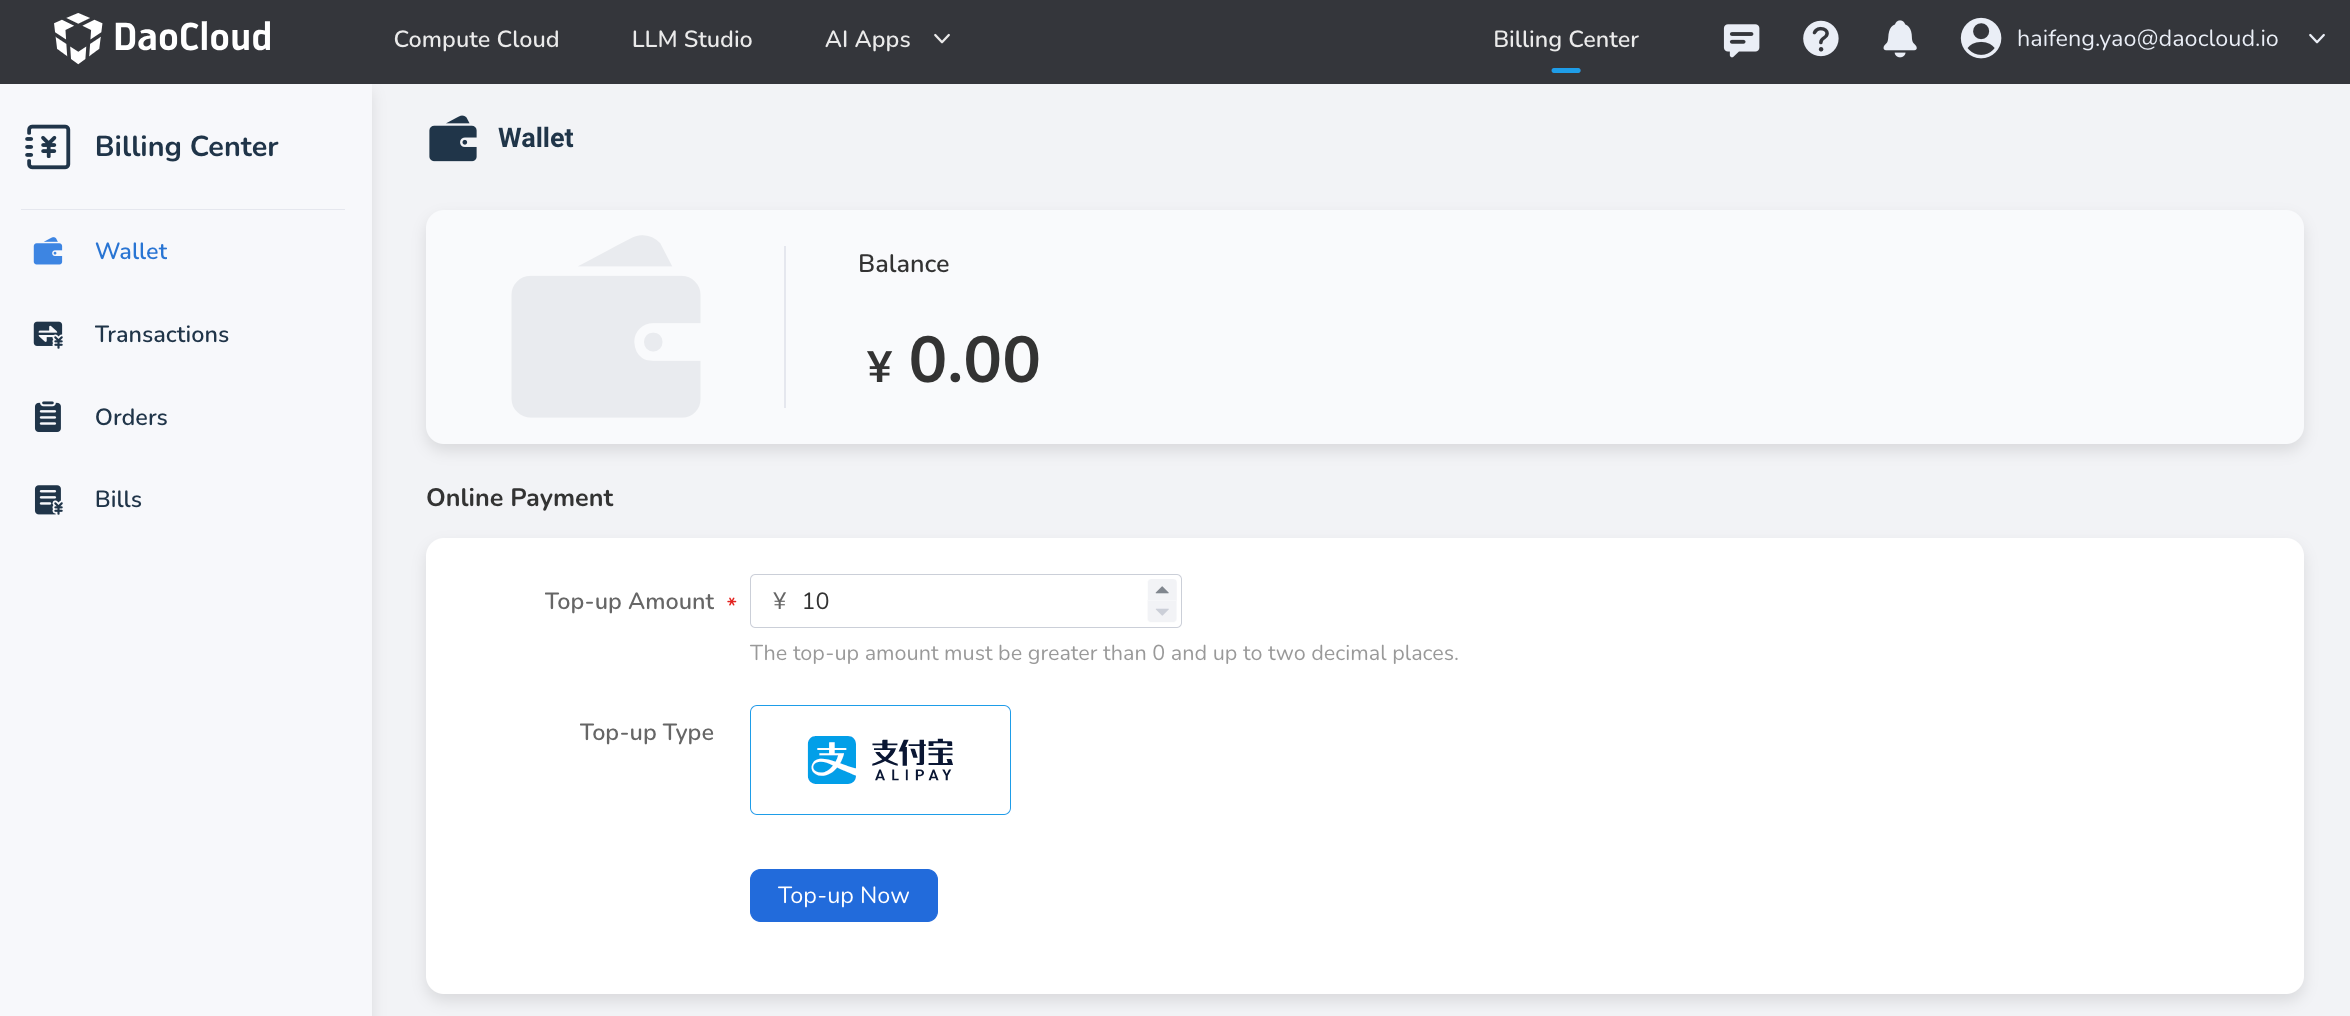 DaoCloud
Compute Cloud
LLM Studio
AI Apps
Billing Center
haifeng.yao@daocloud.io
Billing Center
Wallet
Transactions
Orders
Bills
Wallet
Balance
¥ 0.00
Online Payment
Top-up Amount *
¥ 10
The top-up amount must be greater than 0 and up to two decimal places.
Top-up Type
支 支付宝
ALIPAY
Top-up Now